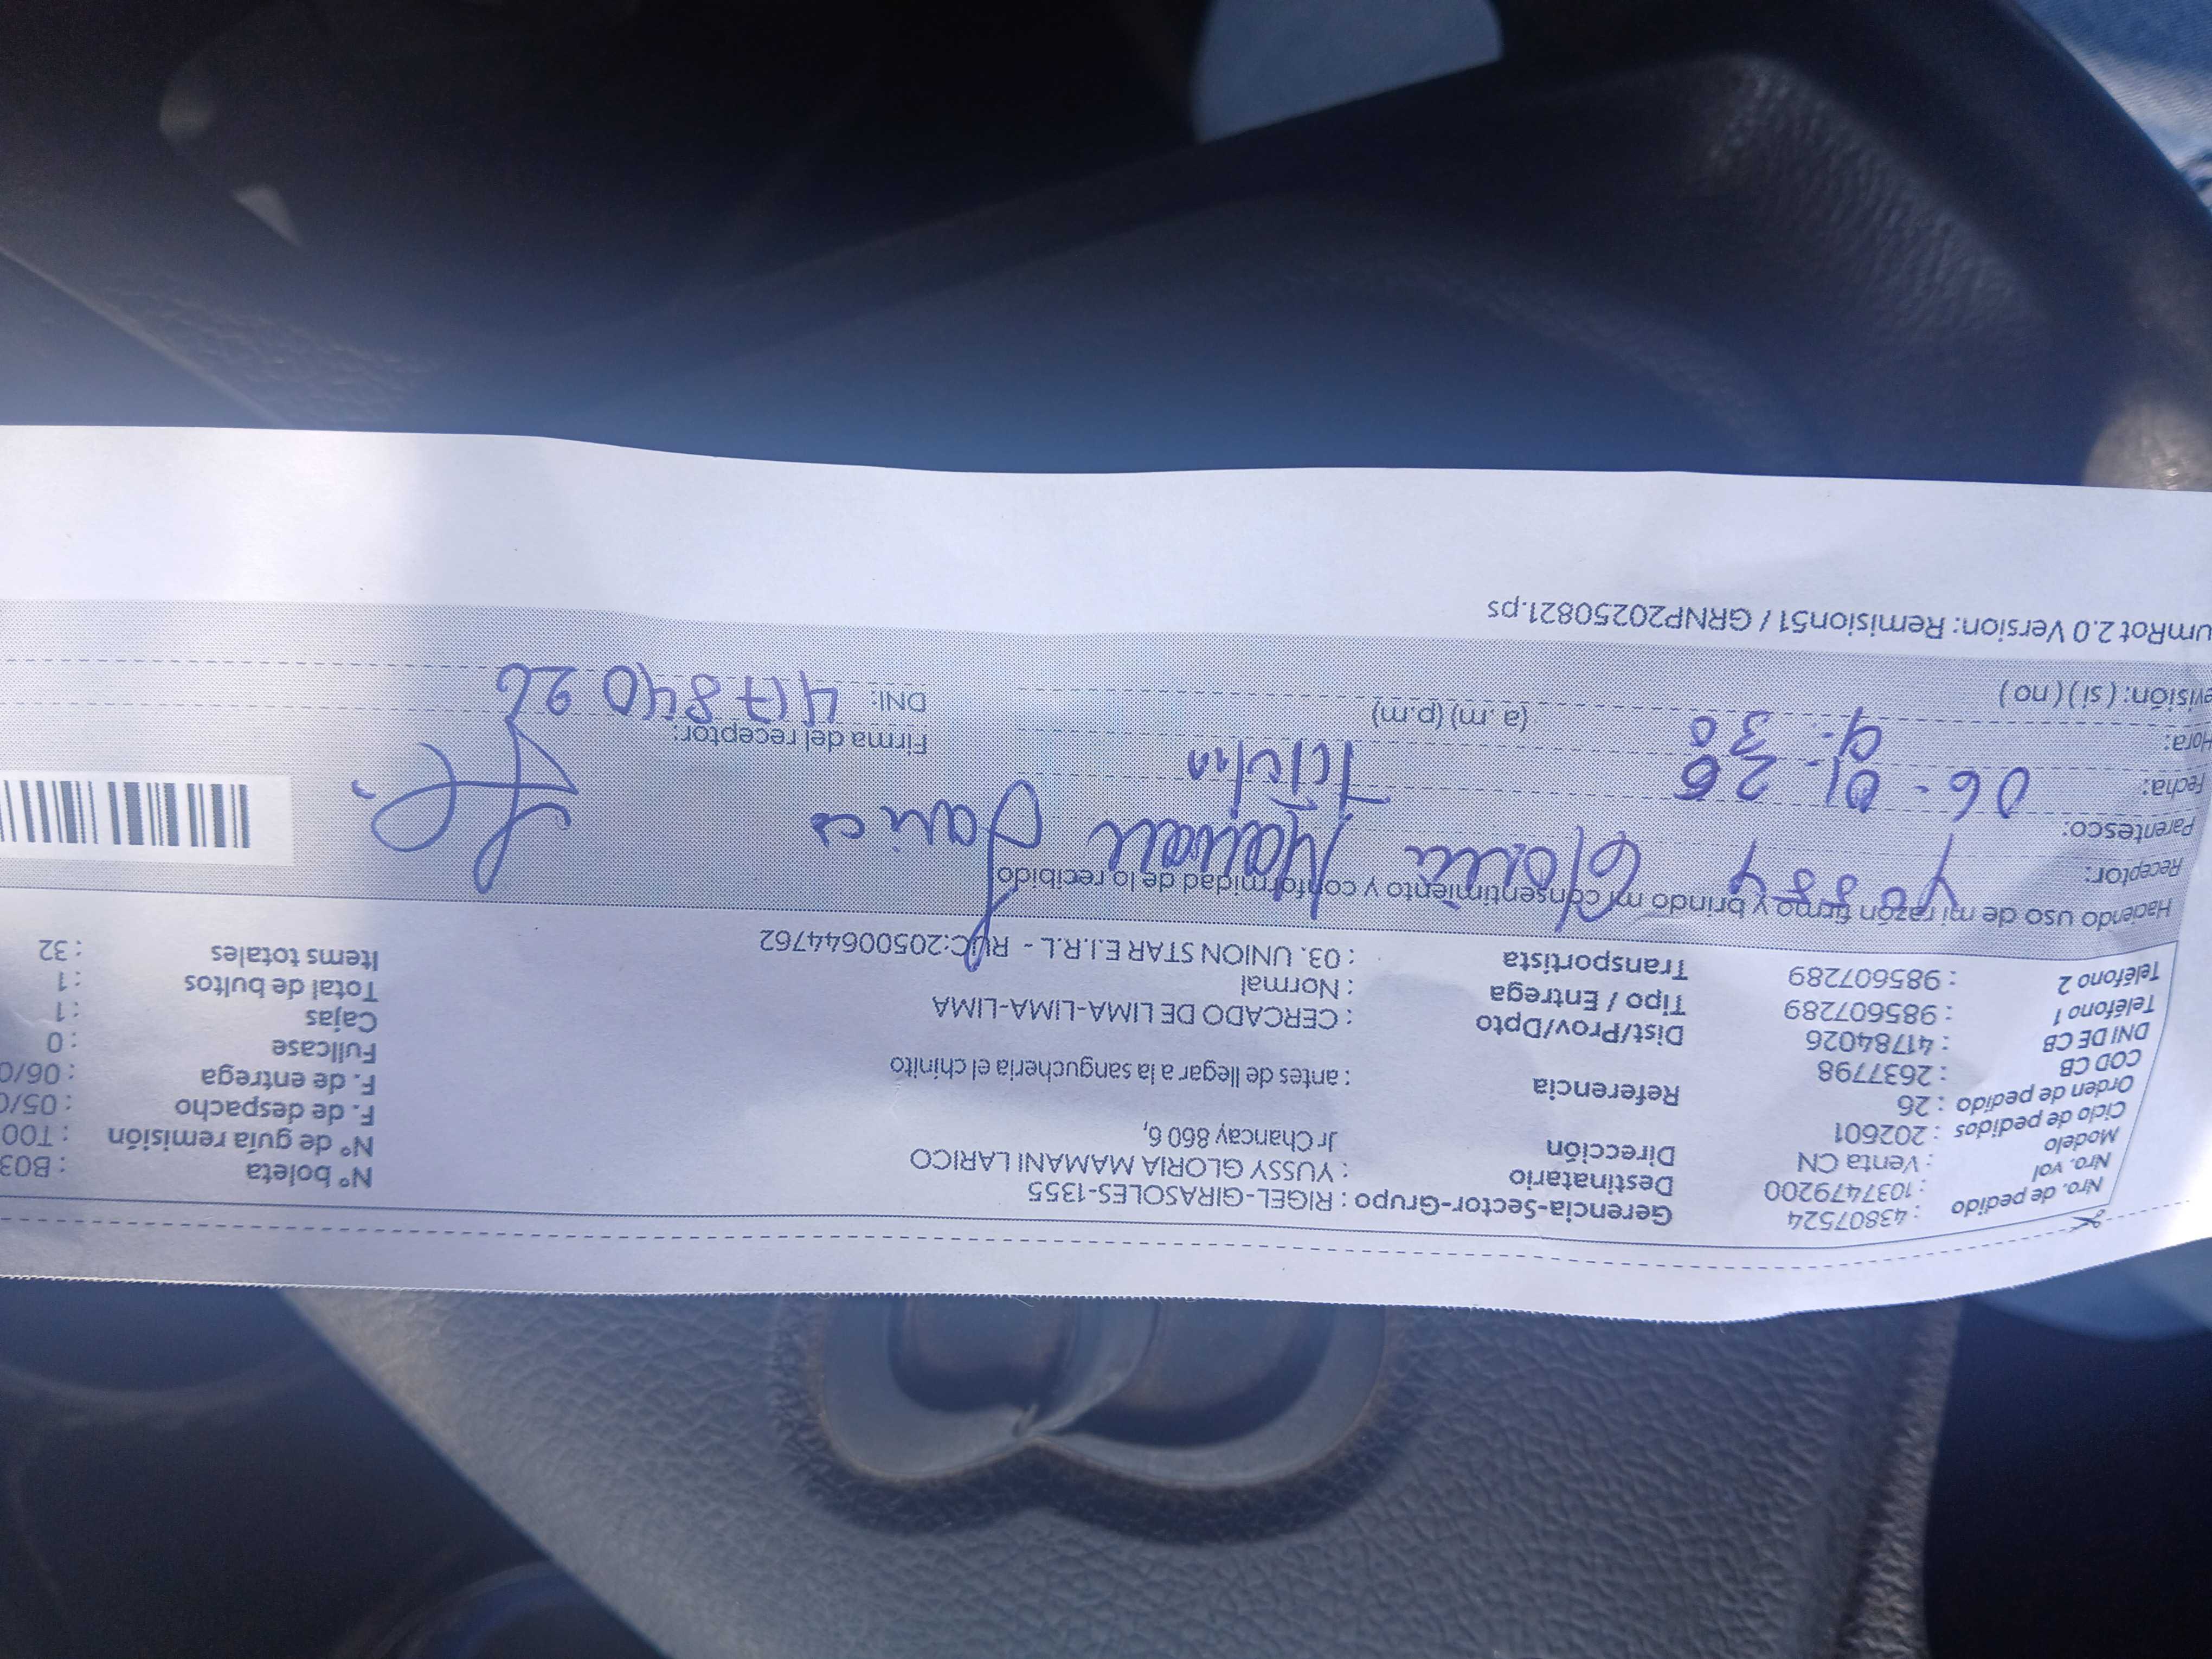 Nro. de pedido : 43807524
Nro. vol : 1037479200
Modelo : Venta CN
Ciclo de pedidos : 202601
Orden de pedido : 26
COD CB : 2637798
DNI DE CB : 41784026
Teléfono 1 : 985607289
Teléfono 2 : 985607289
Gerencia-Sector-Grupo : RIGEL-GIRASOLES-1355
Destinatario : YUSSY GLORIA MAMANI LARICO
Dirección Jr Chancay 860 6,
Referencia : antes de llegar a la sangucheria el chinito
Dist/Prov/Dpto : CERCADO DE LIMA-LIMA-LIMA
Tipo / Entrega : Normal
Transportista : 03. UNION STAR E.I.R.L - RUC:20500644762
N° boleta : B03
N° de guía remisión : T00
F. de despacho : 05/0
F. de entrega : 06/0
Fullcase : 0
Cajas : 1
Total de bultos : 1
Items totales : 32
Haciendo uso de mi razón firmo y brindo mi consentimiento y conformidad de lo recibido
Receptor: Gloria Mamani
Parentesco:
Fecha: 06-01-26
Hora: 9:30 (a.m) (p.m)
evisión: ( si ) ( no )
Firma del receptor:
DNI: 41784026
umRot 2.0 Version: Remision51 / GRNP20250821.ps